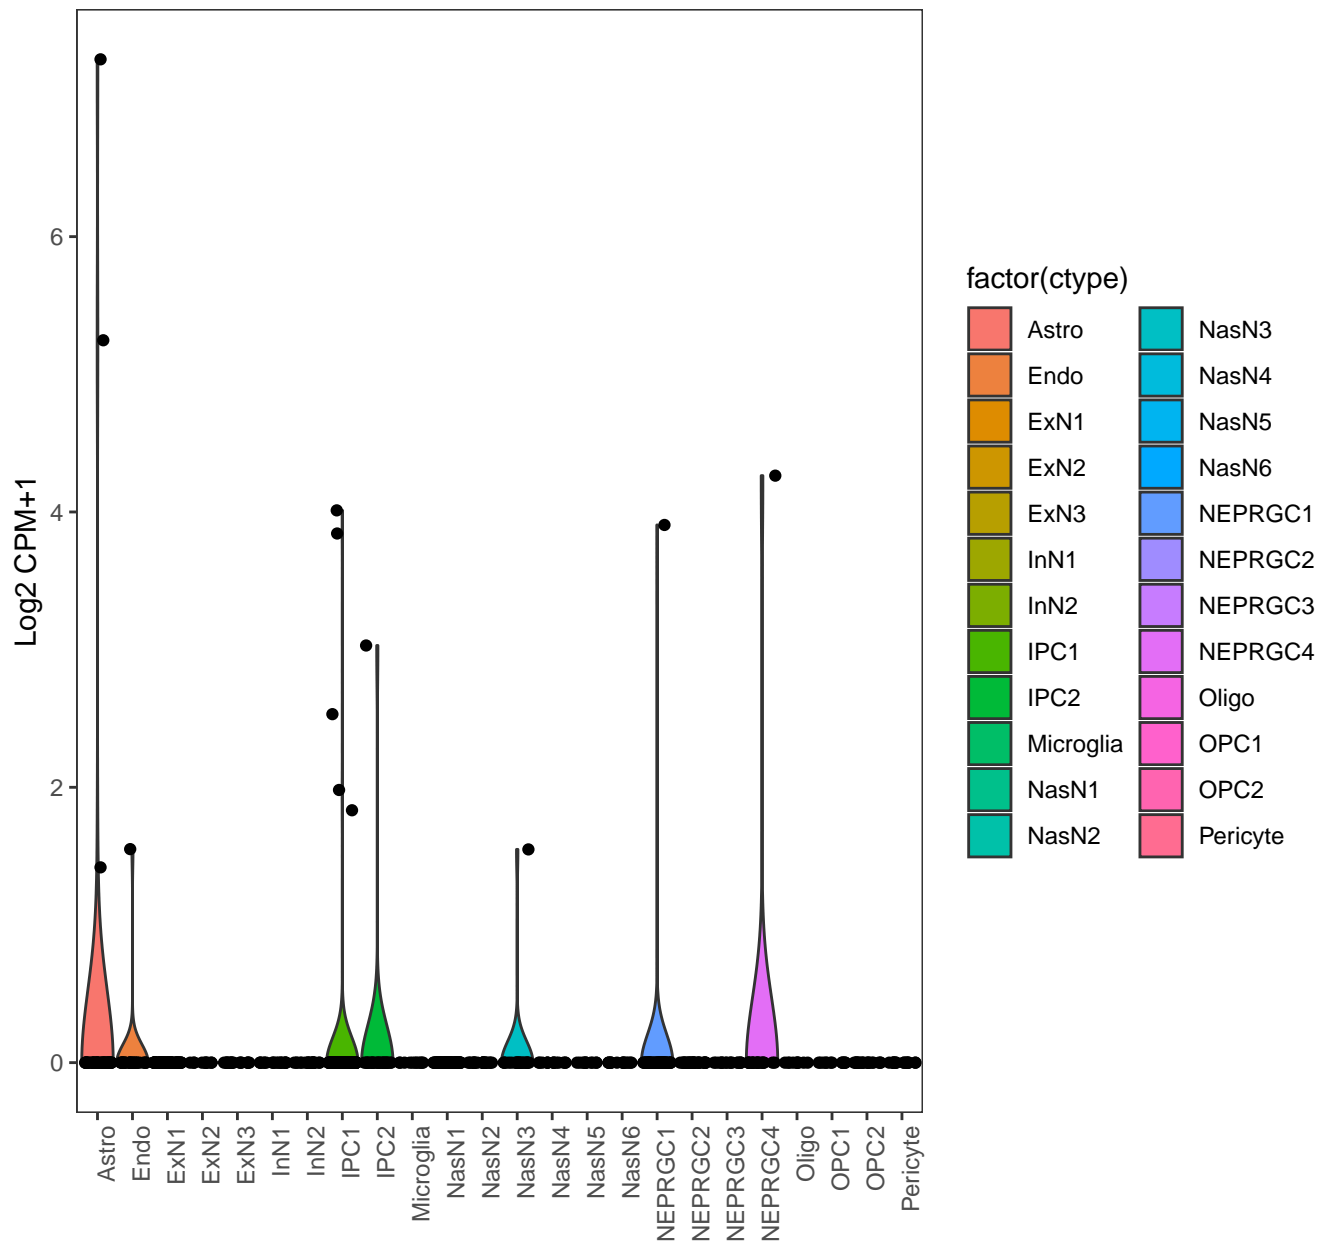 Log2 CPM+1
6
4
2
0
Astro
Endo
ExN1
ExN2
ExN3
InN1
InN2
IPC1
IPC2
Microglia
NasN1
NasN2
NasN3
NasN4
NasN5
NasN6
NEPRGC1
NEPRGC2
NEPRGC3
NEPRGC4
Oligo
OPC1
OPC2
Pericyte
factor(ctype)
Astro
Endo
ExN1
ExN2
ExN3
InN1
InN2
IPC1
IPC2
Microglia
NasN1
NasN2
NasN3
NasN4
NasN5
NasN6
NEPRGC1
NEPRGC2
NEPRGC3
NEPRGC4
Oligo
OPC1
OPC2
Pericyte